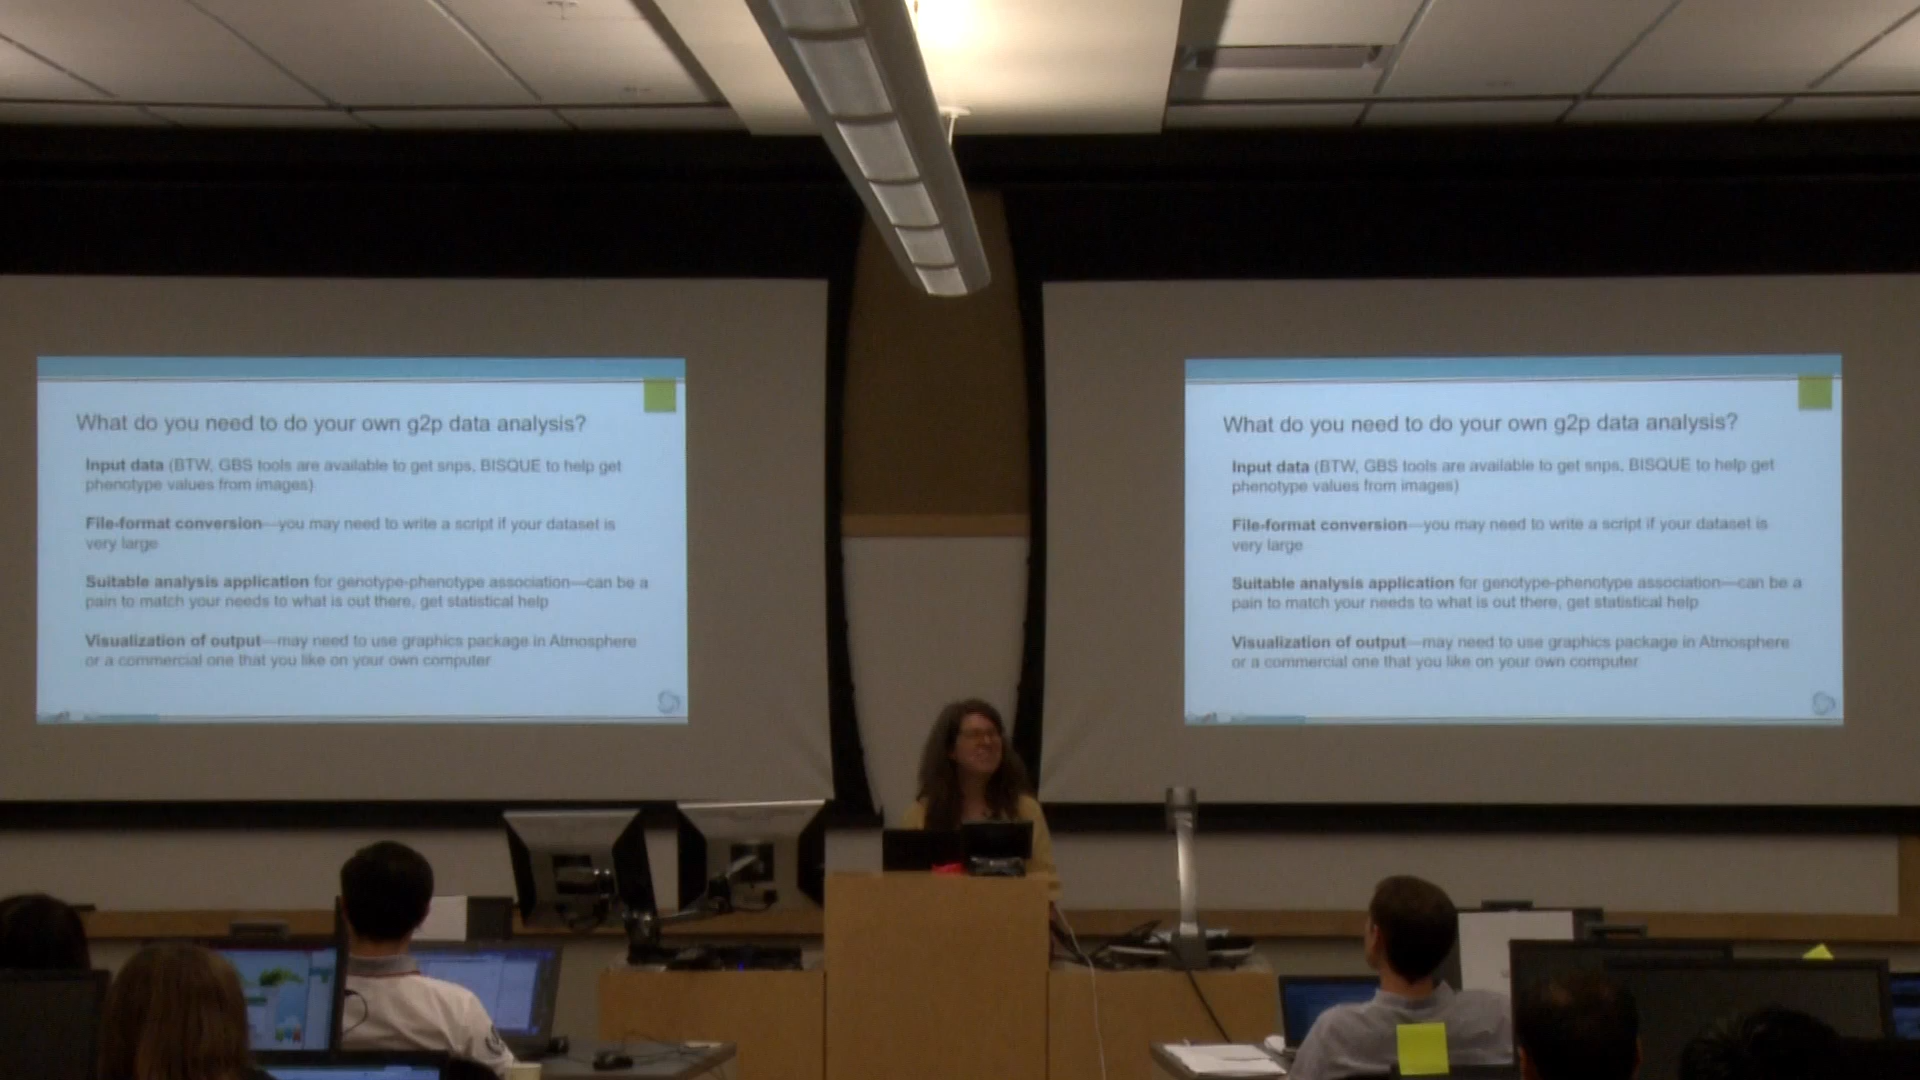 What do you need to do your own g2p data analysis?
Input data (BTW, GBS tools are available to get snps, BISQUE to help get
phenotype values from images)
File-format conversion—you may need to write a script if your dataset is
very large
Suitable analysis application for genotype-phenotype association—can be a
pain to match your needs to what is out there, get statistical help
Visualization of output—may need to use graphics package in Atmosphere
or a commercial one that you like on your own computer
What do you need to do your own g2p data analysis?
Input data (BTW, GBS tools are available to get snps, BISQUE to help get
phenotype values from images)
File-format conversion—you may need to write a script if your dataset is
very large
Suitable analysis application for genotype-phenotype association—can be a
pain to match your needs to what is out there, get statistical help
Visualization of output—may need to use graphics package in Atmosphere
or a commercial one that you like on your own computer